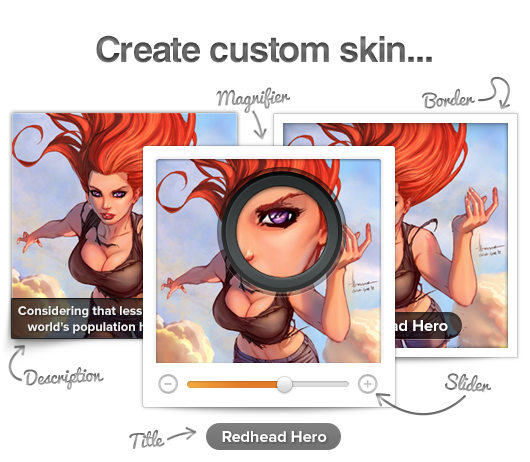 Create custom skin...
Magnifier
Border
Considering that less
world's population h
ad Hero
Description
Slider
Title
Redhead Hero